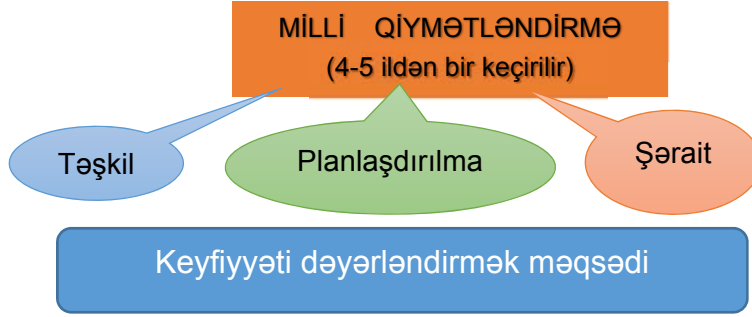 MİLLİ QİYMƏTLƏNDİRMƏ
(4-5 ildən bir keçirilir)
Təşkil
Planlaşdırılma
Şərait
Keyfiyyəti dəyərləndirmək məqsədi